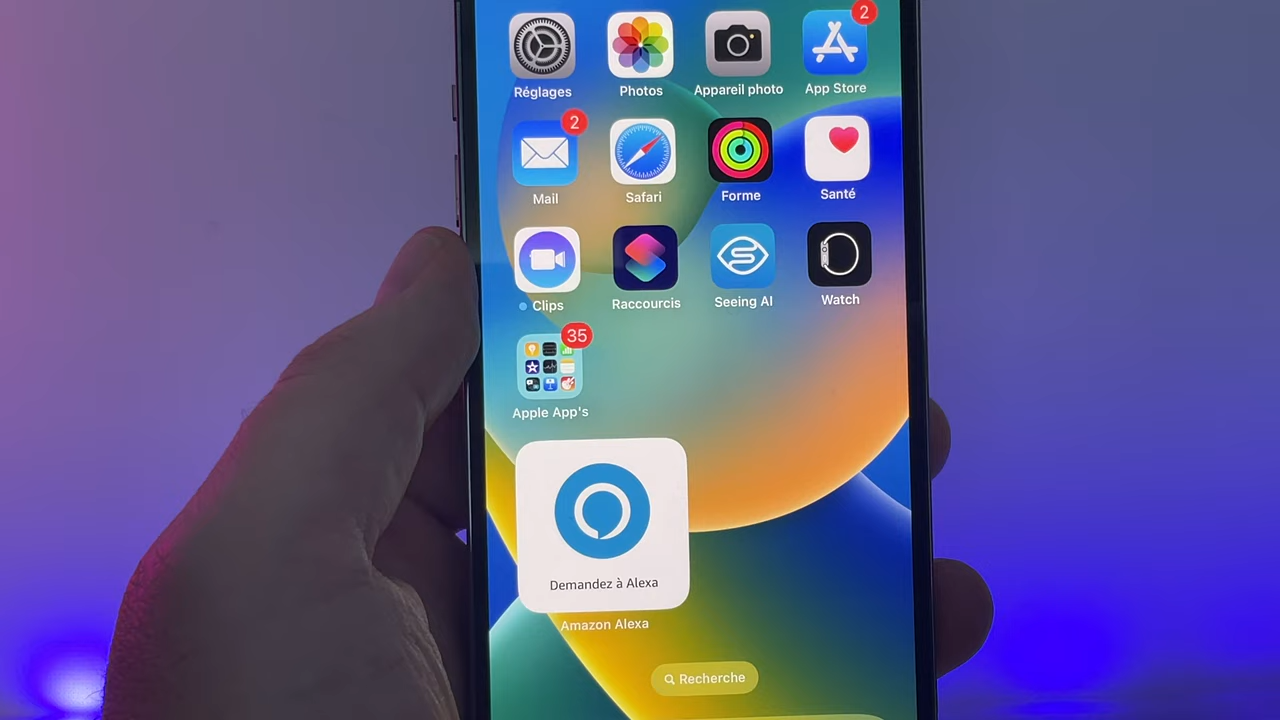 2
Réglages
Photos
Appareil photo
App Store
2
Mail
Safari
Forme
Santé
Clips
Raccourcis
Seeing AI
Watch
35
Apple App's
Demandez à Alexa
Amazon Alexa
Recherche